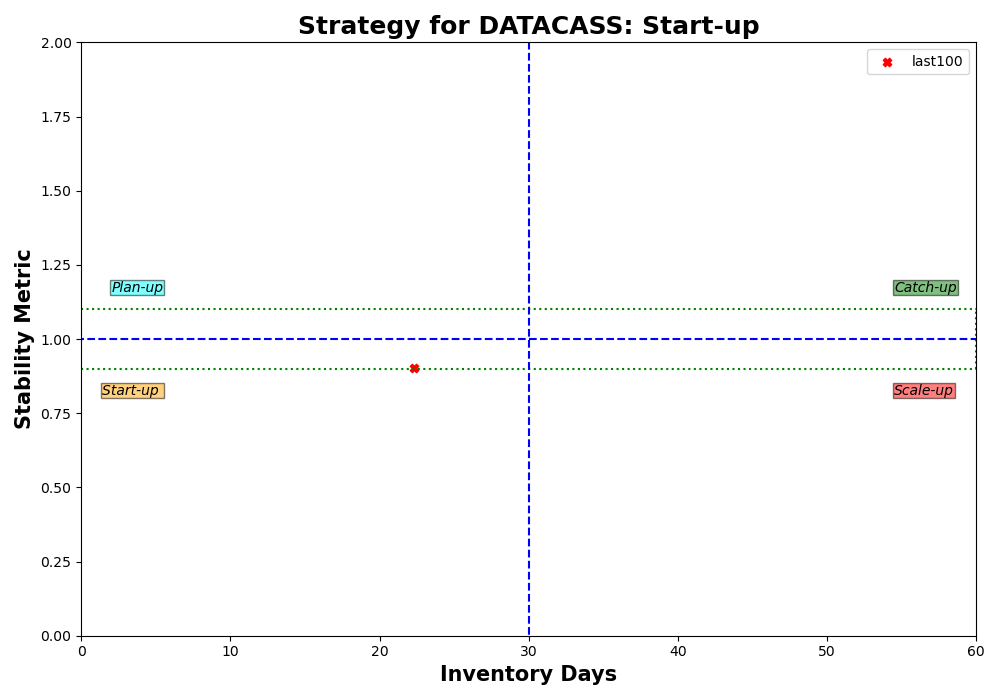 Strategy for DATACASS: Start-up
2.00
last100
1.75
1.50
1.25
Plan-up
Catch-up
1.00
Start-up
Scale-up
0.75
0.50
0.25
0.00
0 10 20 30 40 50 60
Stability Metric
Inventory Days